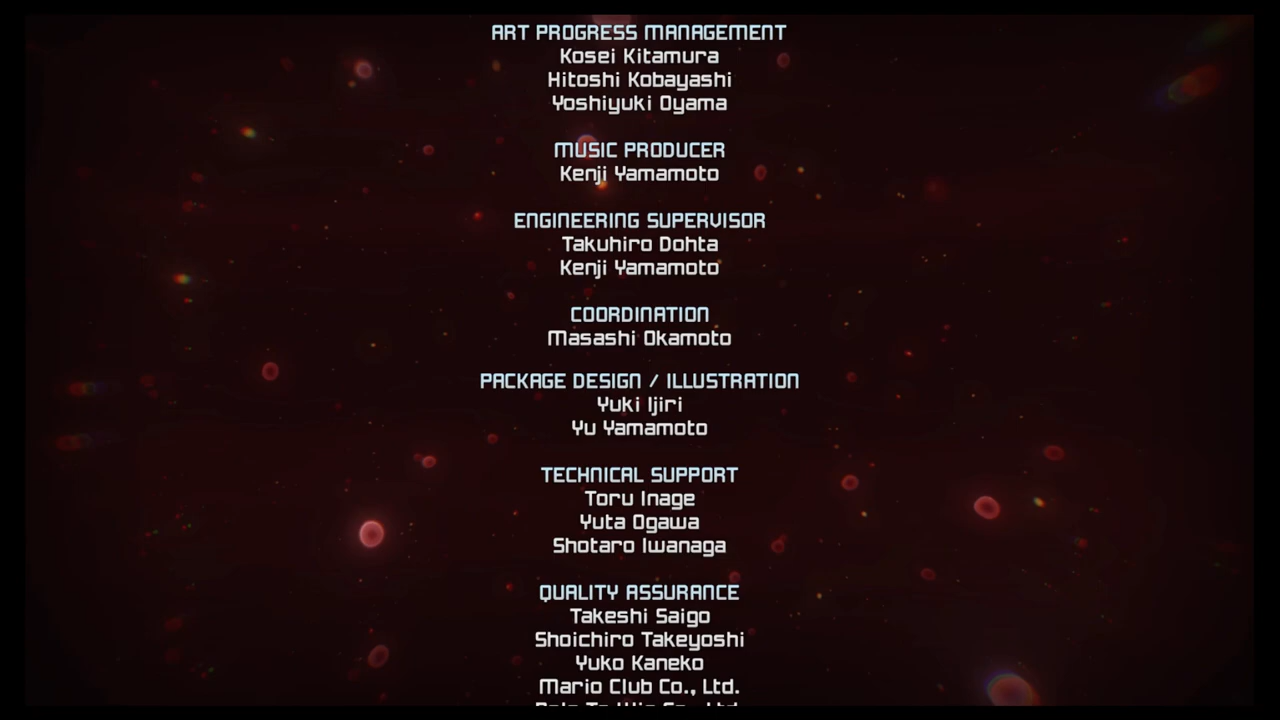 ART PROGRESS MANAGEMENT
Kosei Kitamura
Hitoshi Kobayashi
Yoshiyuki Oyama
MUSIC PRODUCER
Kenji Yamamoto
ENGINEERING SUPERVISOR
Takuhiro Dohta
Kenji Yamamoto
COORDINATION
Masashi Okamoto
PACKAGE DESIGN / ILLUSTRATION
Yuki Ijiri
Yu Yamamoto
TECHNICAL SUPPORT
Toru Inage
Yuta Ogawa
Shotaro Iwanaga
QUALITY ASSURANCE
Takeshi Saigo
Shoichiro Takeyoshi
Yuko Kaneko
Mario Club Co., Ltd.